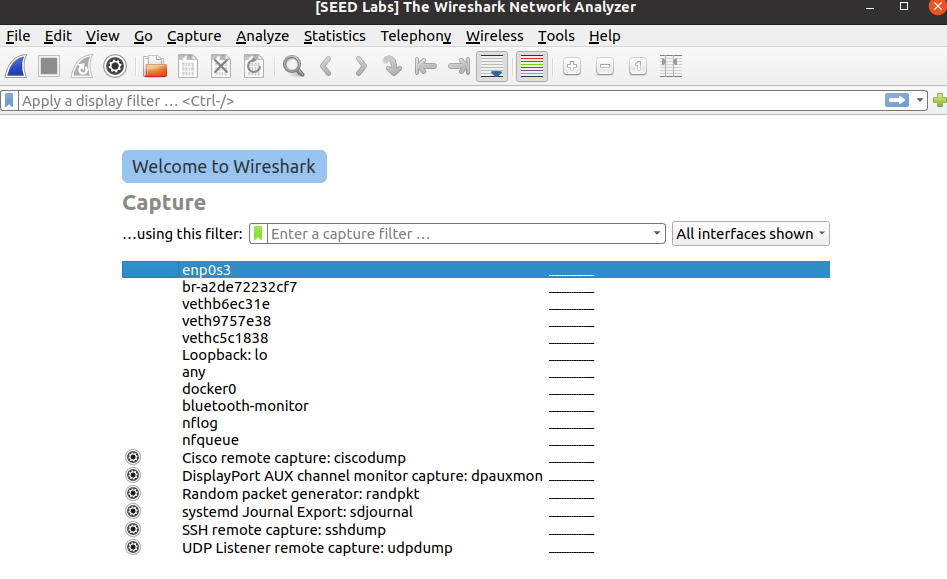 [SEED Labs] The Wireshark Network Analyzer
File Edit View Go Capture Analyze Statistics Telephony Wireless Tools Help
Apply a display filter … <Ctrl-/>
Welcome to Wireshark
Capture
…using this filter: Enter a capture filter … All interfaces shown
enp0s3
br-a2de72232cf7
vethb6ec31e
veth9757e38
vethc5c1838
Loopback: lo
any
docker0
bluetooth-monitor
nflog
nfqueue
Cisco remote capture: ciscodump
DisplayPort AUX channel monitor capture: dpauxmon
Random packet generator: randpkt
systemd Journal Export: sdjournal
SSH remote capture: sshdump
UDP Listener remote capture: udpdump